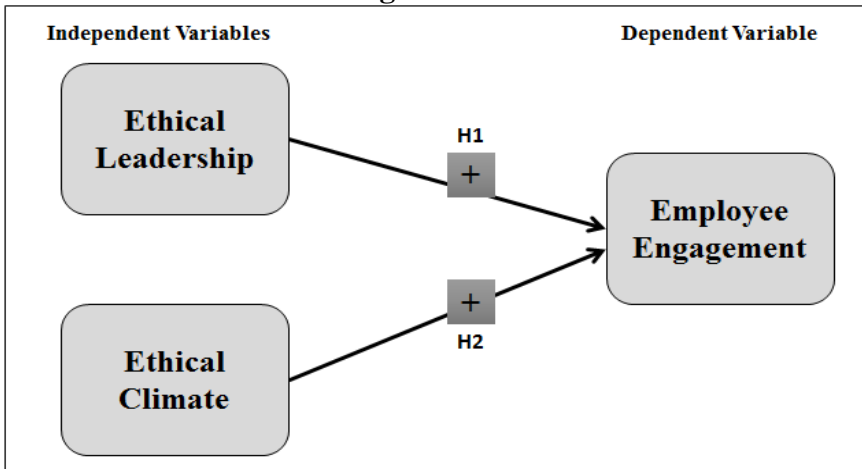 Independent Variables
Dependent Variable
Ethical
Leadership
H1
+
Employee
Engagement
+
H2
Ethical
Climate